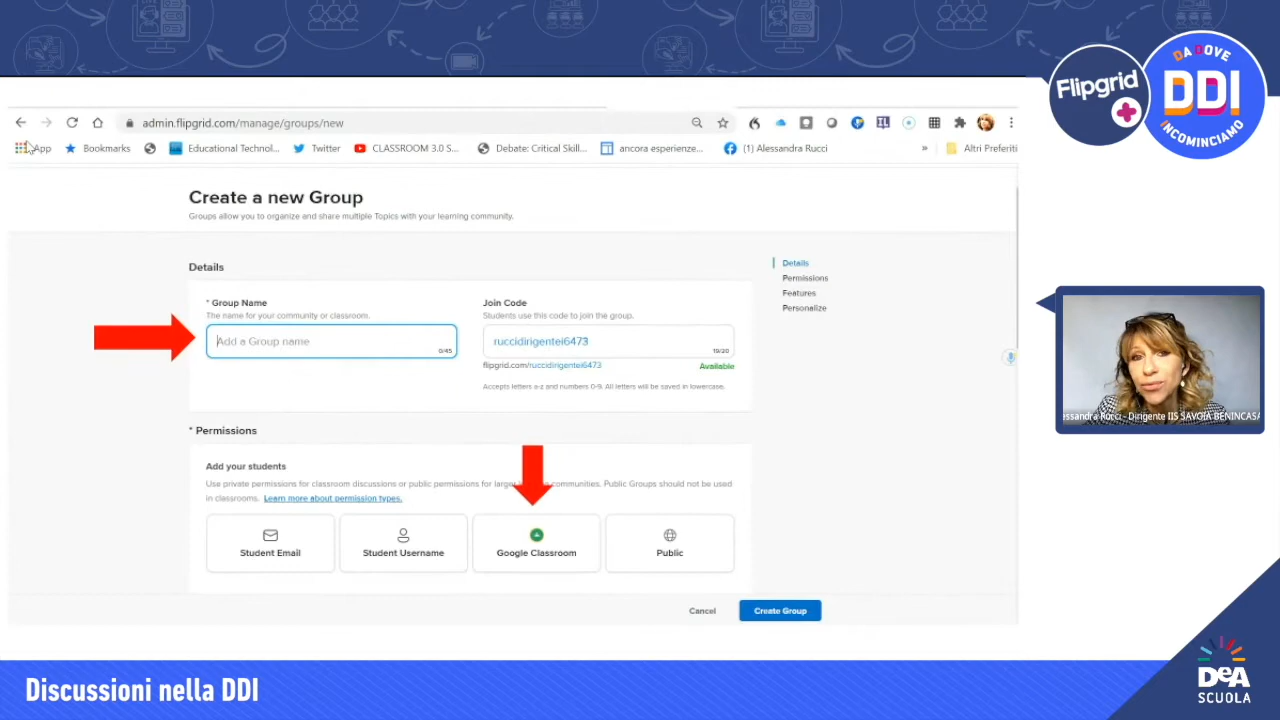 Flipgrid
DA DOVE
DDI
INCOMINCIAMO
admin.flipgrid.com/manage/groups/new
App
Bookmarks
Educational Technol...
Twitter
CLASSROOM 3.0 S...
Debate: Critical Skill...
ancora esperienze...
(1) Alessandra Rucci
»
Altri Preferiti
Create a new Group
Groups allow you to organize and share multiple Topics with your learning community.
Details
* Group Name
The name for your community or classroom.
Add a Group name
0/45
Join Code
Students use this code to join the group.
ruccidirigentei6473
19/20
flipgrid.com/ruccidirigentei6473
Available
Accepts letters a-z and numbers 0-9. All letters will be saved in lowercase.
Details
Permissions
Features
Personalize
* Permissions
Add your students
Use private permissions for classroom discussions or public permissions for larger communities. Public Groups should not be used
in classrooms. Learn more about permission types.
Student Email
Student Username
Google Classroom
Public
Cancel
Create Group
essandra Rucci - Dirigente IIS SAVOIA BENINCASA
Discussioni nella DDI
DeA
SCUOLA